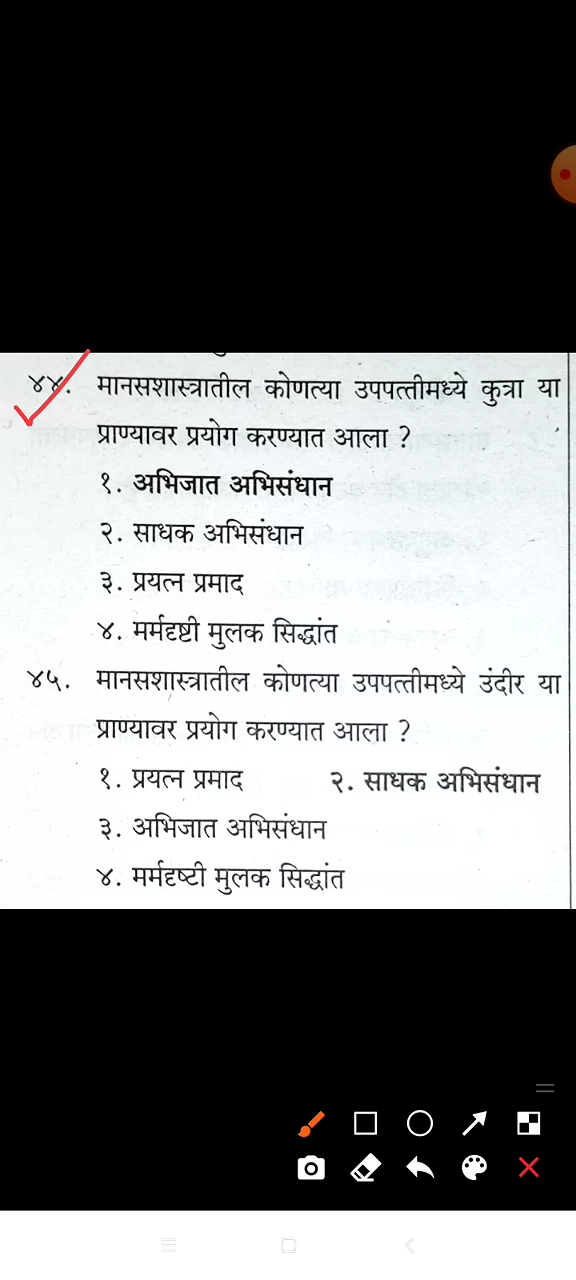 ४४. मानसशास्त्रातील कोणत्या उपपत्तीमध्ये कुत्रा या
प्राण्यावर प्रयोग करण्यात आला ?
१. अभिजात अभिसंधान
२. साधक अभिसंधान
३. प्रयत्न प्रमाद
४. मर्मदृष्टी मुलक सिद्धांत
४५. मानसशास्त्रातील कोणत्या उपपत्तीमध्ये उंदीर या
प्राण्यावर प्रयोग करण्यात आला ?
१. प्रयत्न प्रमाद २. साधक अभिसंधान
३. अभिजात अभिसंधान
४. मर्मदृष्टी मुलक सिद्धांत